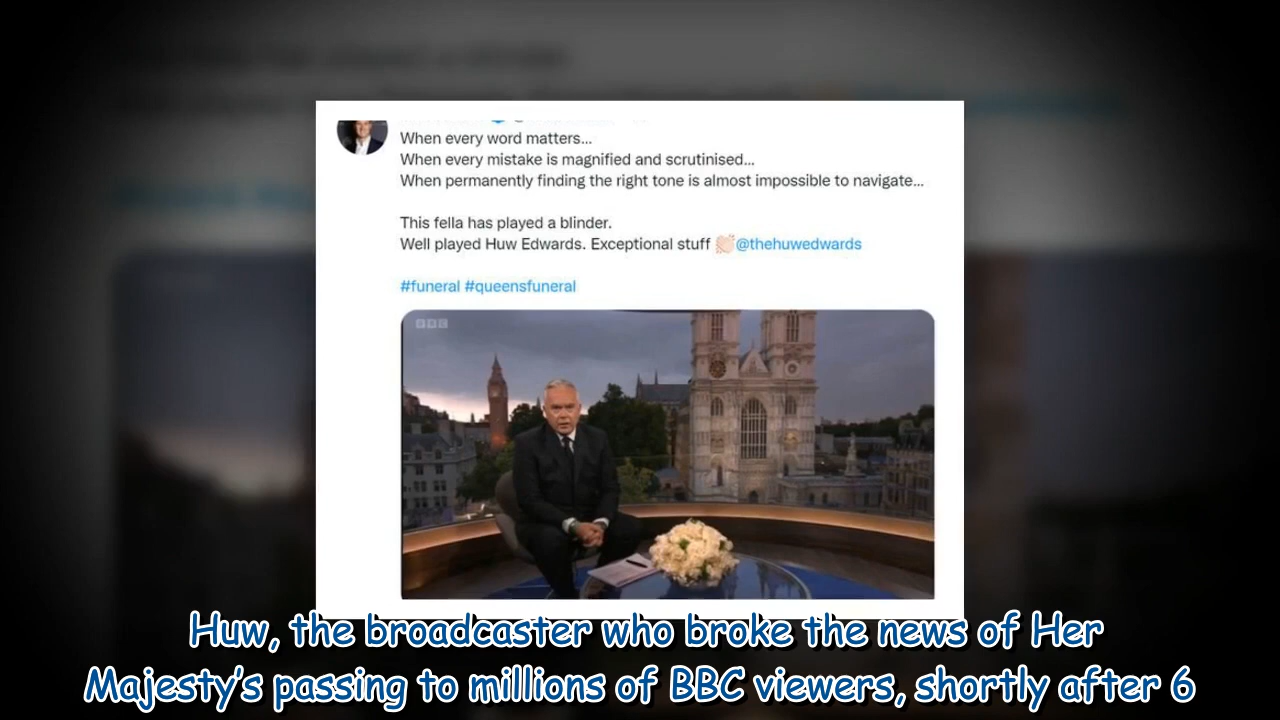 When every word matters...
When every mistake is magnified and scrutinised...
When permanently finding the right tone is almost impossible to navigate...
This fella has played a blinder.
Well played Huw Edwards. Exceptional stuff 👏🏻@thehuwedwards
#funeral #queensfuneral
BBC
Huw, the broadcaster who broke the news of Her
Majesty's passing to millions of BBC viewers, shortly after 6